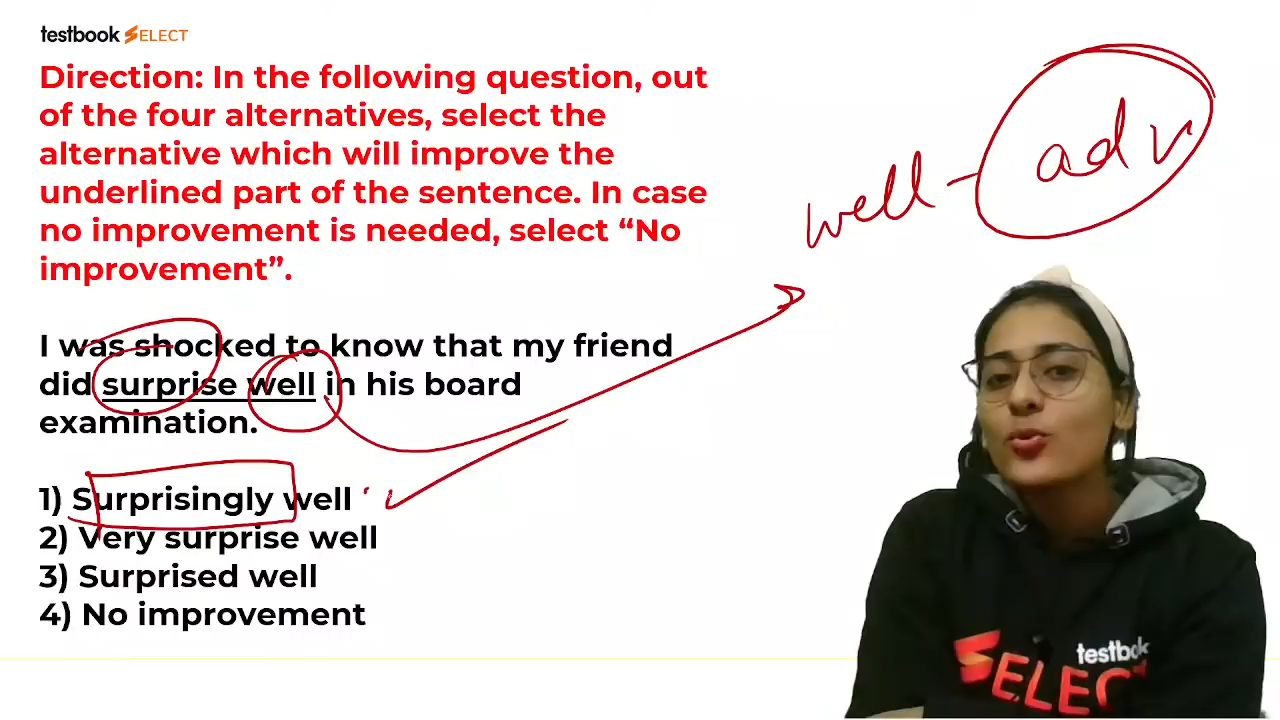 testbook SELECT
Direction: In the following question, out
of the four alternatives, select the
alternative which will improve the
underlined part of the sentence. In case
no improvement is needed, select “No
improvement”.
I was shocked to know that my friend
did surprise well in his board
examination.
1) Surprisingly well
2) Very surprise well
3) Surprised well
4) No improvement
well - adv
testbook
SELECT